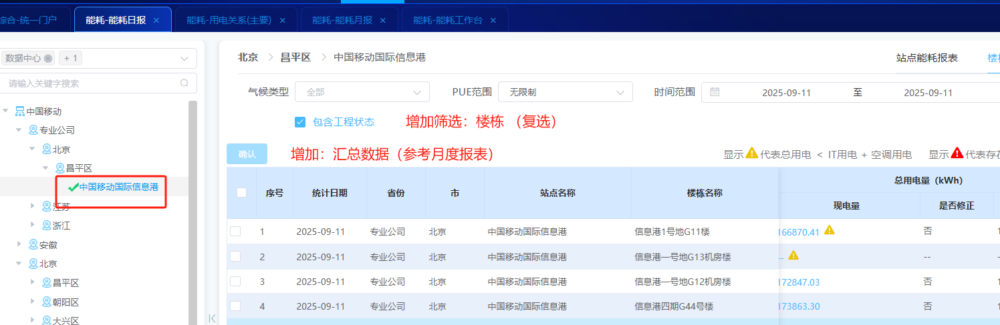 综合-统一门户
能耗-能耗日报 ×
能耗-用电关系(主要) ×
能耗-能耗月报 ×
能耗-能耗工作台 ×
数据中心
+ 1
请输入关键字搜索
中国移动
专业公司
北京
昌平区
中国移动国际信息港
江苏
浙江
安徽
北京
昌平区
朝阳区
大兴区
北京 > 昌平区 > 中国移动国际信息港
站点能耗报表
气候类型 全部 PUE范围 无限制 时间范围 2025-09-11 至 2025-09-11
包含工程状态 增加筛选：楼栋 （复选）
确认 增加：汇总数据（参考月度报表）
显示 代表总用电 < IT用电 + 空调用电 显示 代表存在
序号 统计日期 省份 市 站点名称 楼栋名称 总用电量（kWh）
现电量 是否修正
1 2025-09-11 专业公司 北京 中国移动国际信息港 信息港1号地G11楼 166870.41 否
2 2025-09-11 专业公司 北京 中国移动国际信息港 信息港一号地G13机房楼 -- --
3 2025-09-11 专业公司 北京 中国移动国际信息港 信息港一号地G12机房楼 172847.03 否
4 2025-09-11 专业公司 北京 中国移动国际信息港 信息港四期G44号楼 173863.30 否